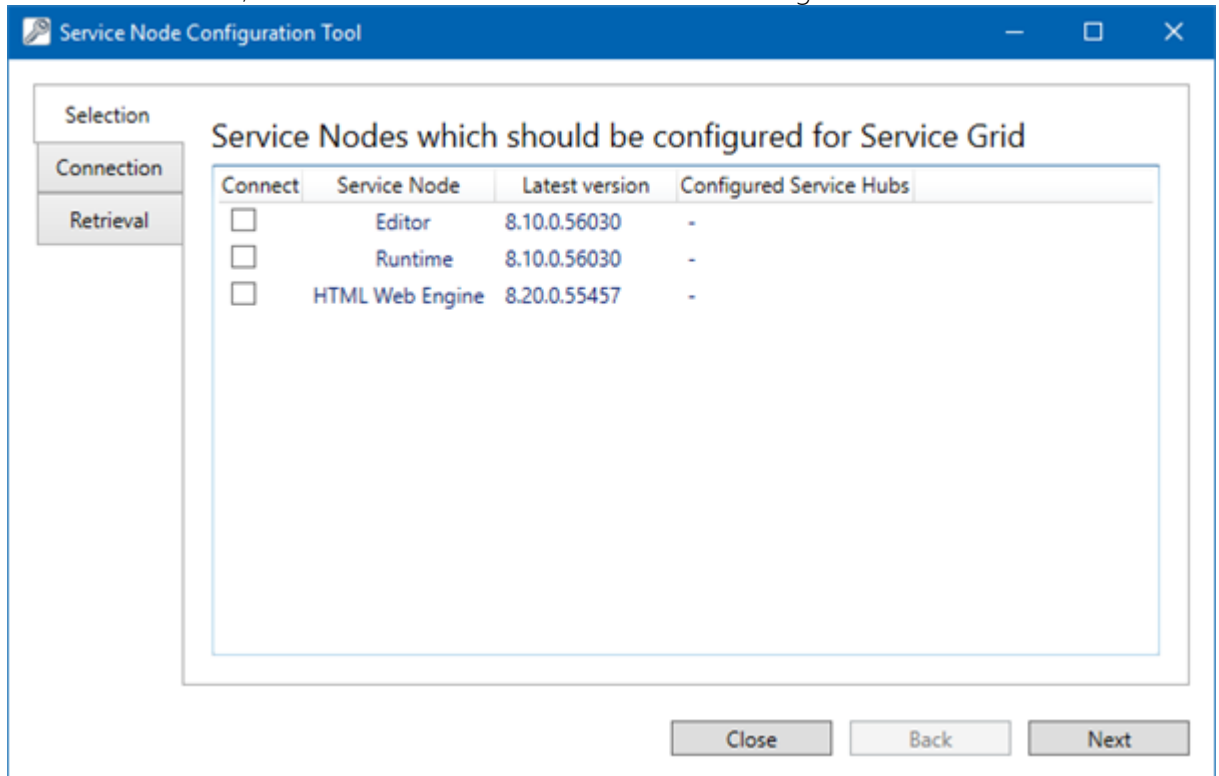 Service Node Configuration Tool
Selection
Service Nodes which should be configured for Service Grid
Connection
Connect Service Node Latest version Configured Service Hubs
Retrieval
Editor 8.10.0.56030 -
Runtime 8.10.0.56030 -
HTML Web Engine 8.20.0.55457 -
Close Back Next